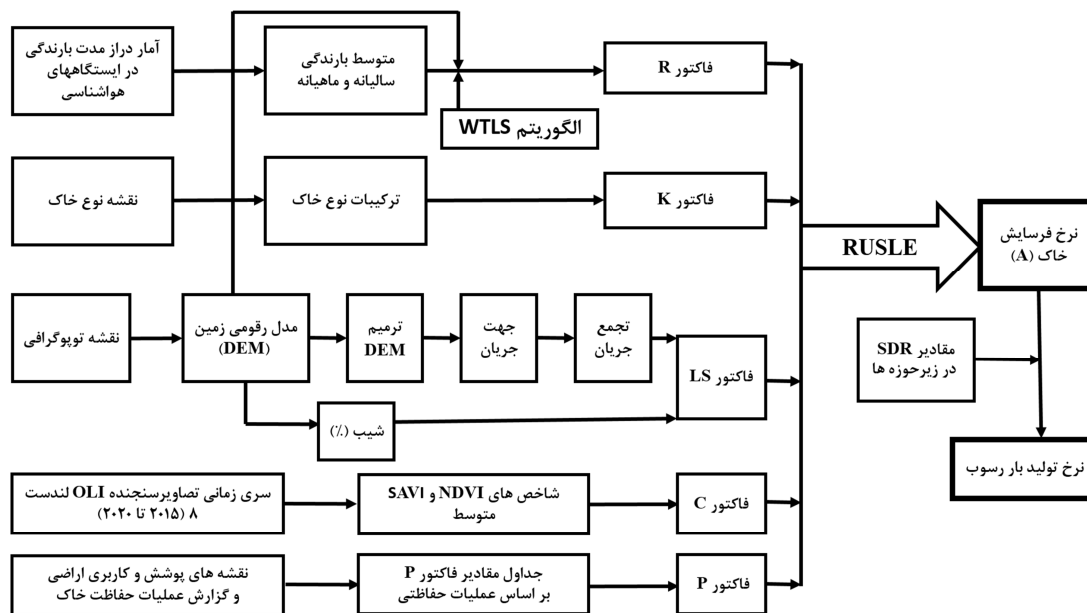 آمار دراز مدت بارندگی
در ایستگاههای
هواشناسی
متوسط بارندگی
سالیانه و ماهیانه
فاکتور R
الگوریتم WTLS
نقشه نوع خاک
ترکیبات نوع خاک
فاکتور K
RUSLE
نرخ فرسایش
خاک (A)
نقشه توپوگرافی
مدل رقومی زمین
(DEM)
ترمیم
DEM
جهت
جریان
تجمع
جریان
فاکتور LS
شیب (٪)
مقادیر SDR
در زیرحوزه ها
نرخ تولید بار رسوب
سری زمانی تصاویرسنجنده OLI لندست
۸ (۲۰۱۵ تا ۲۰۲۰)
شاخص های NDVI و SAVI
متوسط
فاکتور C
نقشه های پوشش و کاربری اراضی
و گزارش عملیات حفاظت خاک
جداول مقادیر فاکتور P
بر اساس عملیات حفاظتی
فاکتور P